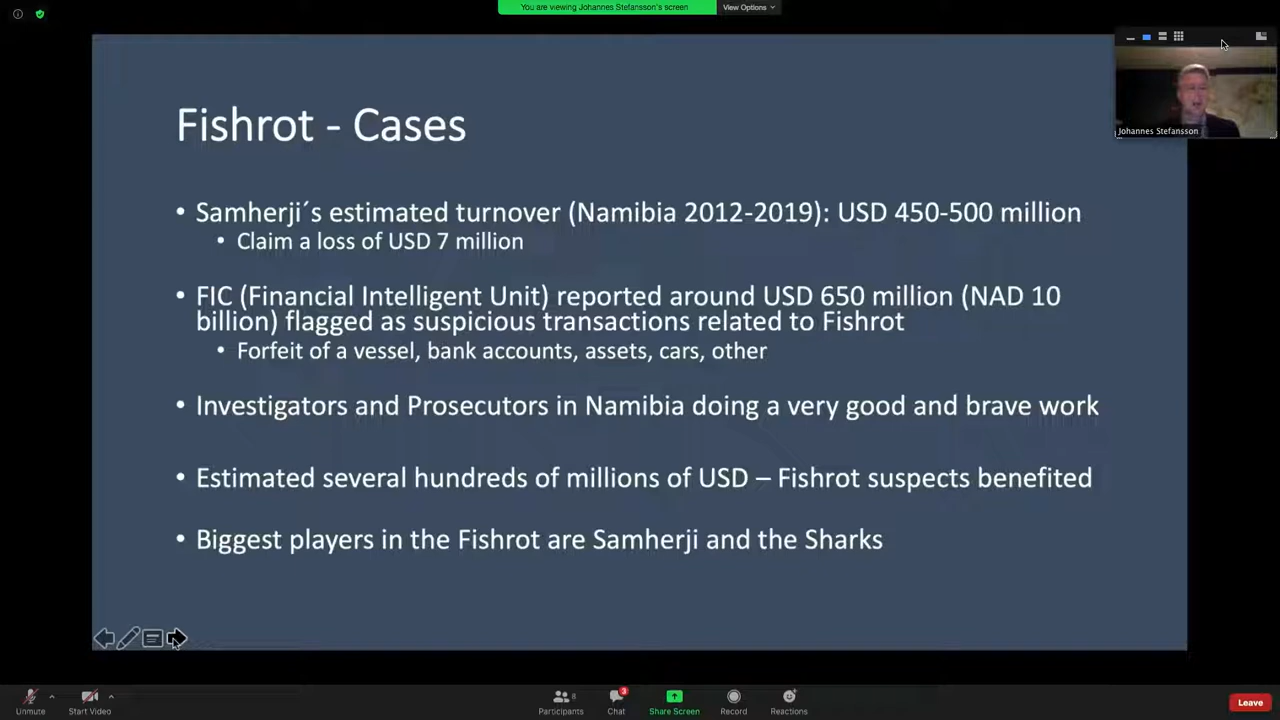 You are viewing Johannes Stefansson's screen
View Options
Johannes Stefansson
Fishrot - Cases
• Samherji´s estimated turnover (Namibia 2012-2019): USD 450-500 million
• Claim a loss of USD 7 million
• FIC (Financial Intelligent Unit) reported around USD 650 million (NAD 10
billion) flagged as suspicious transactions related to Fishrot
• Forfeit of a vessel, bank accounts, assets, cars, other
• Investigators and Prosecutors in Namibia doing a very good and brave work
• Estimated several hundreds of millions of USD – Fishrot suspects benefited
• Biggest players in the Fishrot are Samherji and the Sharks
Unmute
Start Video
8
Participants
3
Chat
Share Screen
Record
Reactions
Leave